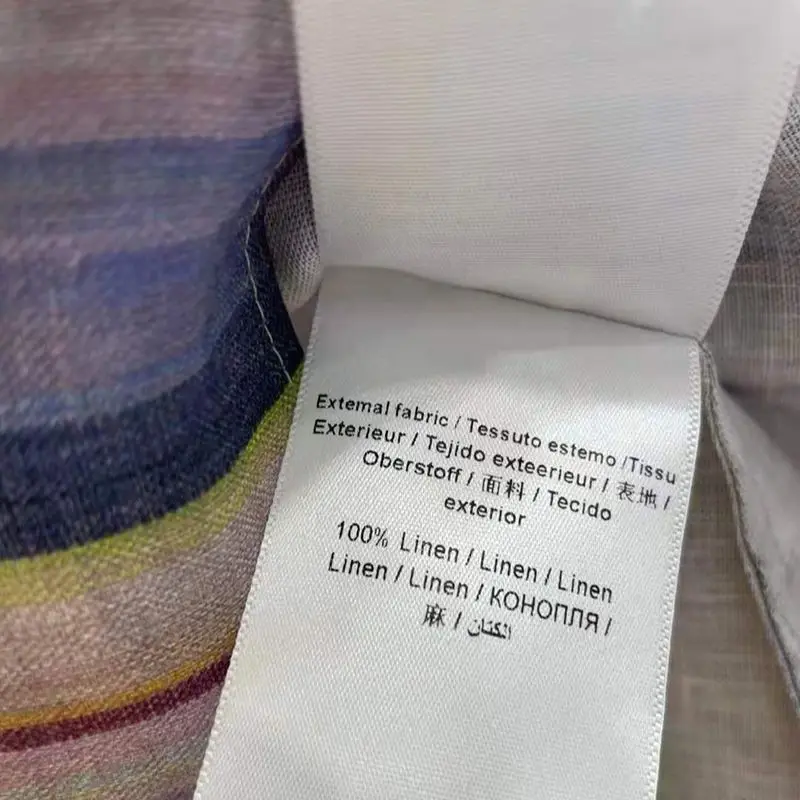 External fabric / Tessuto estemo /Tissu
Exterieur / Tejido exteerieur / 表地 /
Oberstoff / 面料 / Tecido
exterior
100% Linen / Linen / Linen
Linen / Linen / КОНОПЛЯ /
麻 / الكتان